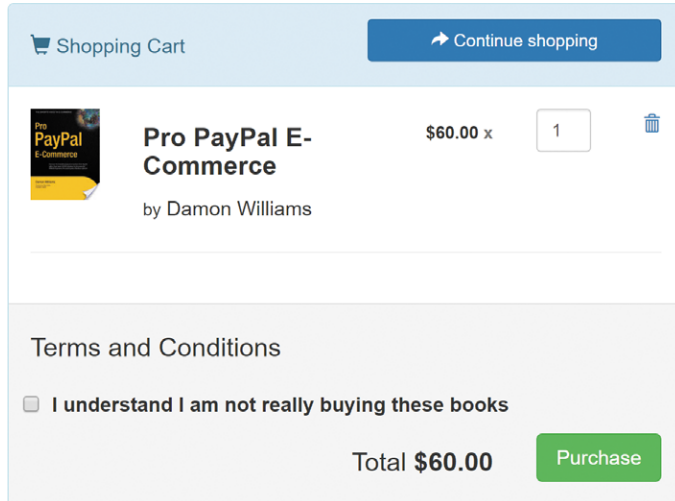 Shopping Cart
Continue shopping
Pro
PayPal
E-Commerce
Pro PayPal E-
Commerce
$60.00 x
1
by Damon Williams
Terms and Conditions
I understand I am not really buying these books
Total $60.00
Purchase